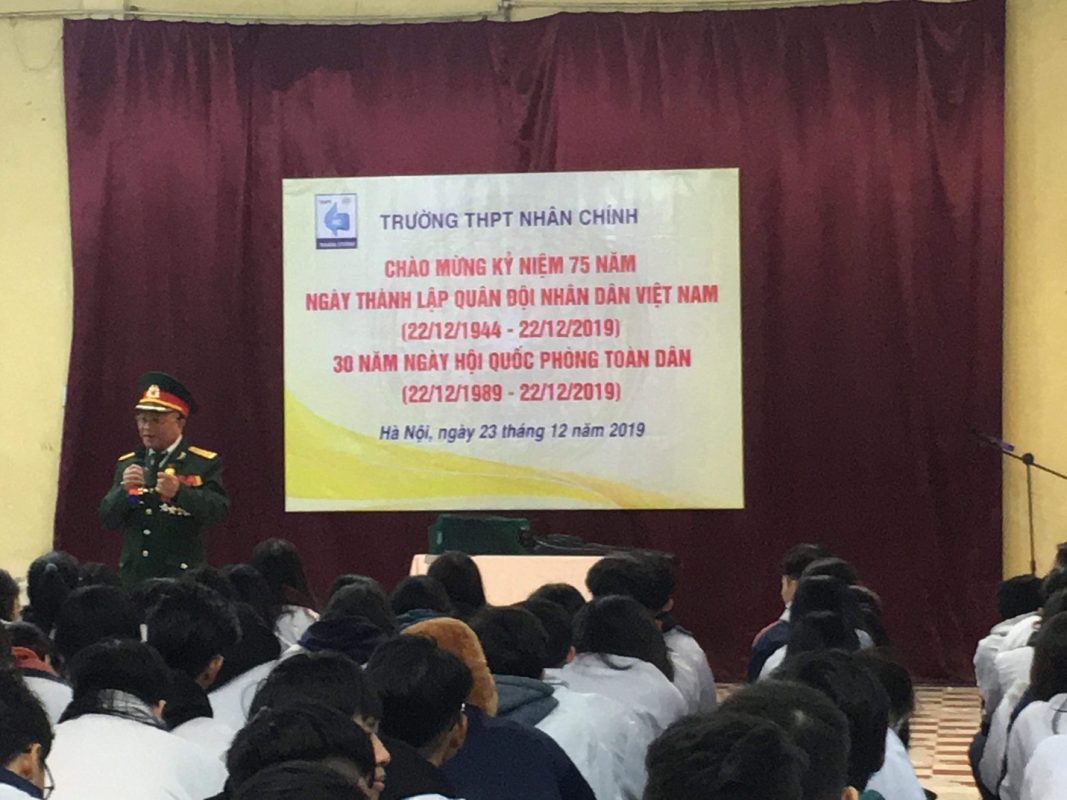 TRƯỜNG THPT NHÂN CHÍNH
CHÀO MỪNG KỶ NIỆM 75 NĂM
NGÀY THÀNH LẬP QUÂN ĐỘI NHÂN DÂN VIỆT NAM
(22/12/1944 - 22/12/2019)
30 NĂM NGÀY HỘI QUỐC PHÒNG TOÀN DÂN
(22/12/1989 - 22/12/2019)
Hà Nội, ngày 23 tháng 12 năm 2019